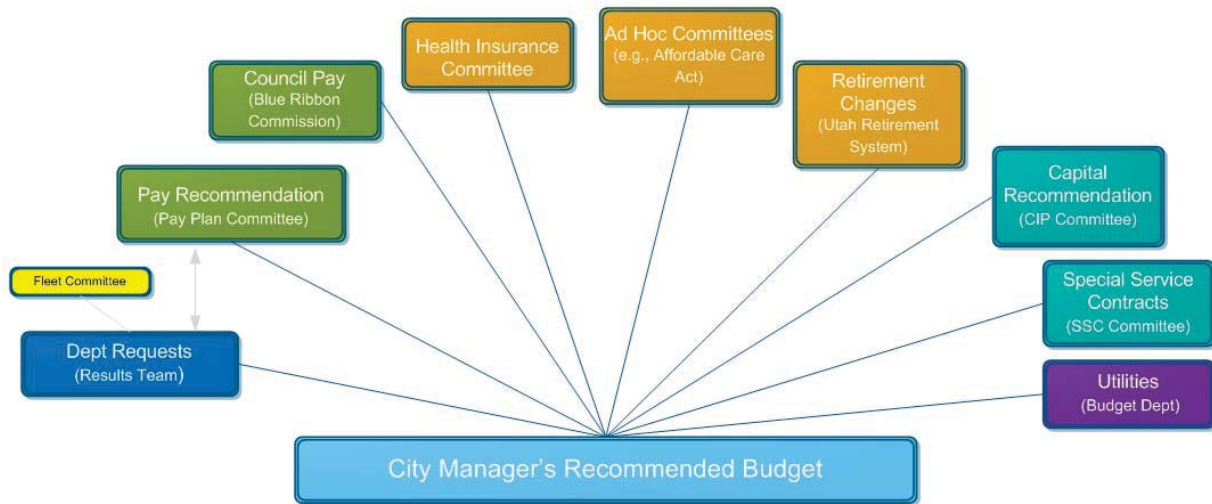 Ad Hoc Committees
(e.g., Affordable Care
Act)
Health Insurance
Committee
Council Pay
(Blue Ribbon
Commission)
Retirement
Changes
(Utah Retirement
System)
Pay Recommendation
(Pay Plan Committee)
Capital
Recommendation
(CIP Committee)
Fleet Committee
Special Service
Contracts
(SSC Committee)
Dept Requests
(Results Team)
Utilities
(Budget Dept)
City Manager's Recommended Budget